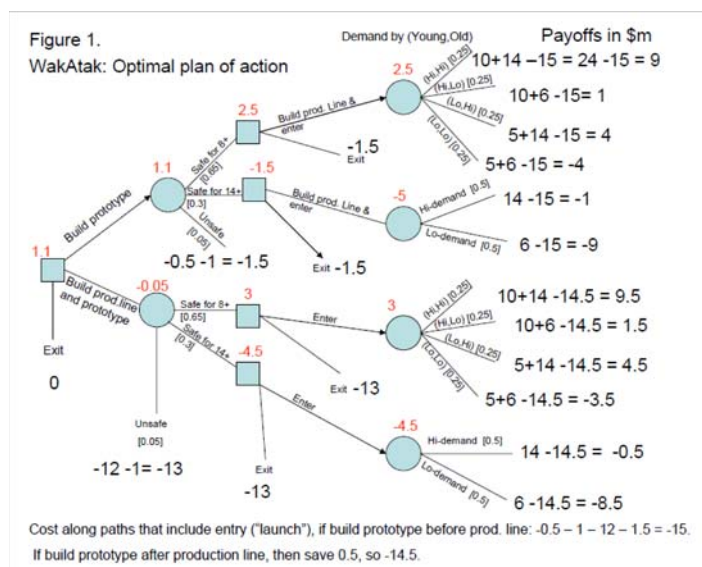 Figure 1.
WakAtak: Optimal plan of action
Demand by (Young,Old)
Payoffs in $m
2.5
(Hi,Hi) [0.25]
10+14 –15 = 24 -15 = 9
(Hi,Lo) [0.25]
10+6 -15= 1
(Lo,Hi) [0.25]
5+14 -15 = 4
(Lo,Lo) [0.25]
5+6 -15 = -4
2.5
Build prod. Line &
enter
-1.5
Exit
1.1
Safe for 8+
[0.65]
-1.5
Safe for 14+
[0.3]
Build prod. Line &
enter
-5
Hi-demand [0.5]
14 -15 = -1
Lo-demand [0.5]
6 -15 = -9
Unsafe
[0.05]
-0.5 -1 = -1.5
Exit -1.5
Build prototype
1.1
Build prod.line
and prototype
-0.05
Exit
0
Safe for 8+
[0.65]
3
Enter
3
(Hi,Hi) [0.25]
10+14 -14.5 = 9.5
(Hi,Lo) [0.25]
10+6 -14.5 = 1.5
(Lo,Hi) [0.25]
5+14 -14.5 = 4.5
(Lo,Lo) [0.25]
5+6 -14.5 = -3.5
Exit -13
Safe for 14+
[0.3]
-4.5
Enter
-4.5
Hi-demand [0.5]
14 -14.5 = -0.5
Lo-demand [0.5]
6 -14.5 = -8.5
Unsafe
[0.05]
-12 -1= -13
Exit
-13
Cost along paths that include entry ("launch"), if build prototype before prod. line: -0.5 – 1 – 12 – 1.5 = -15.
If build prototype after production line, then save 0.5, so -14.5.